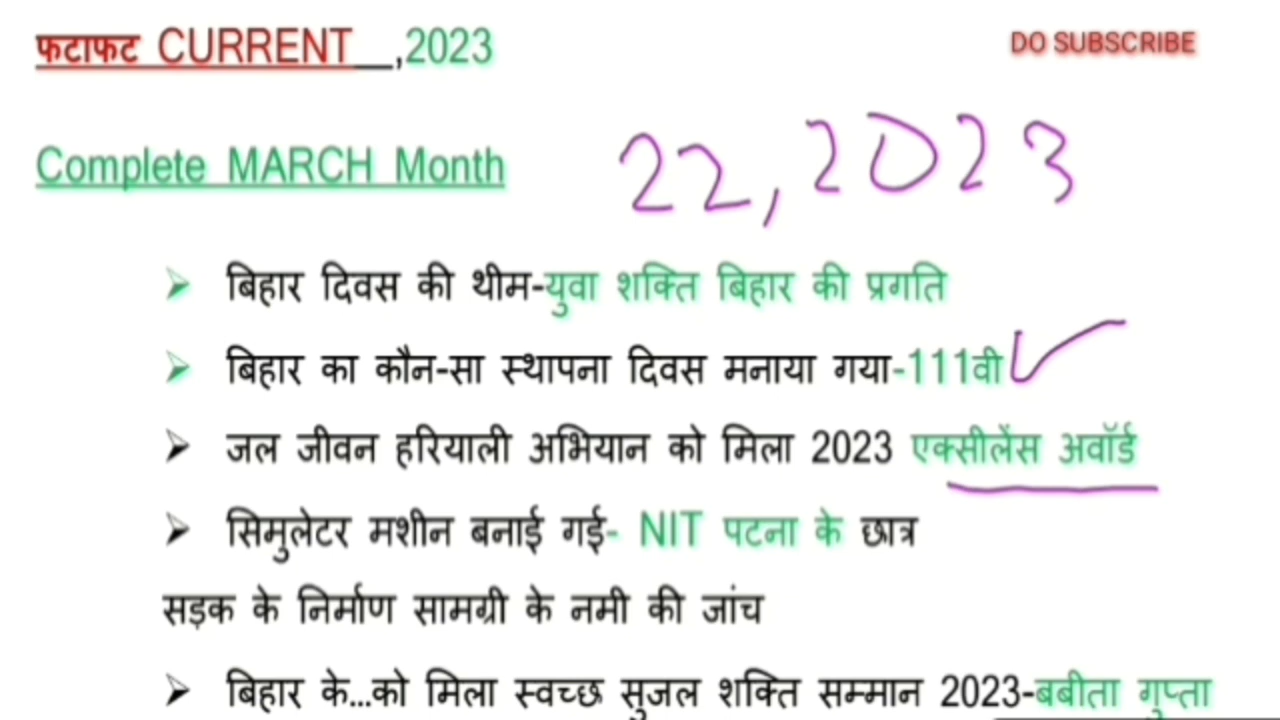 फटाफट CURRENT__,2023
DO SUBSCRIBE
Complete MARCH Month
22,2023
➢ बिहार दिवस की थीम-युवा शक्ति बिहार की प्रगति
➢ बिहार का कौन-सा स्थापना दिवस मनाया गया-111वी
➢ जल जीवन हरियाली अभियान को मिला 2023 एक्सीलेंस अवॉर्ड
➢ सिमुलेटर मशीन बनाई गई- NIT पटना के छात्र
सड़क के निर्माण सामग्री के नमी की जांच
➢ बिहार के...को मिला स्वच्छ सुजल शक्ति सम्मान 2023-बबीता गुप्ता